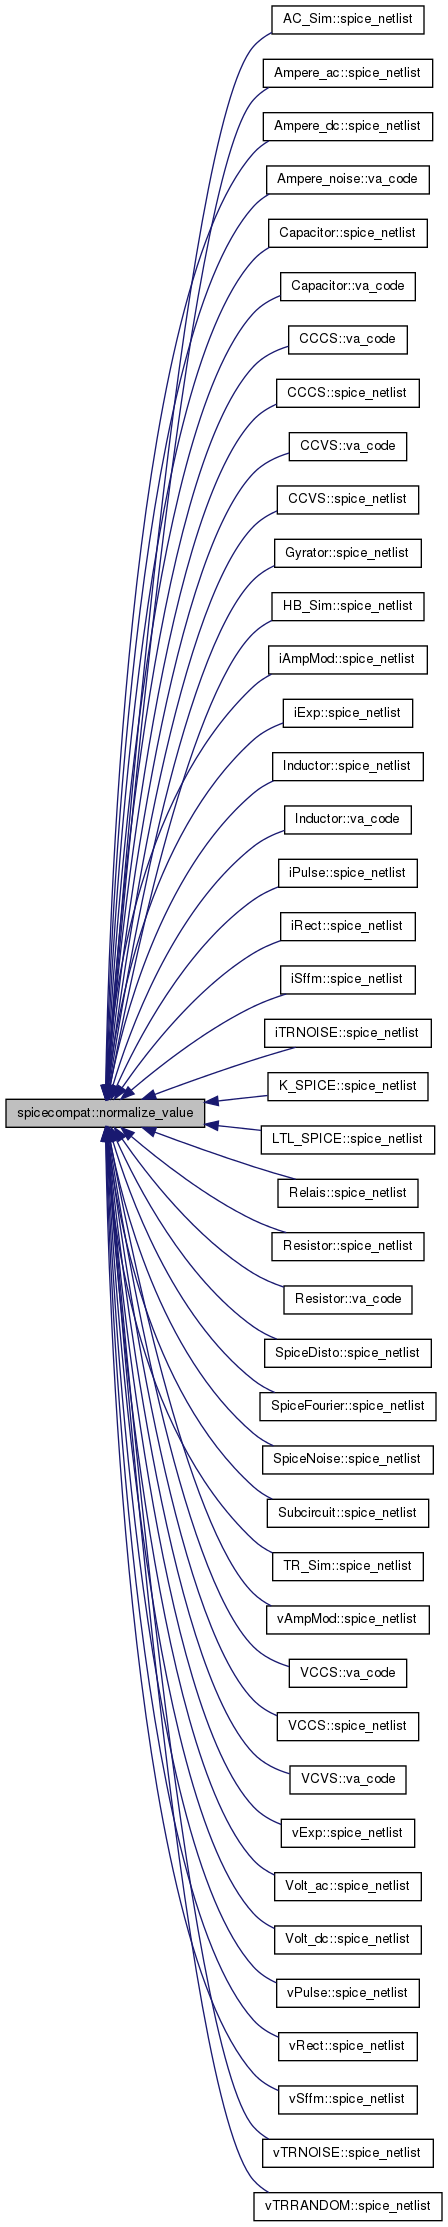 AC_Sim::spice_netlist
Ampere_ac::spice_netlist
Ampere_dc::spice_netlist
Ampere_noise::va_code
Capacitor::spice_netlist
Capacitor::va_code
CCCS::va_code
CCCS::spice_netlist
CCVS::va_code
CCVS::spice_netlist
Gyrator::spice_netlist
HB_Sim::spice_netlist
iAmpMod::spice_netlist
iExp::spice_netlist
Inductor::spice_netlist
Inductor::va_code
iPulse::spice_netlist
iRect::spice_netlist
iSffm::spice_netlist
iTRNOISE::spice_netlist
K_SPICE::spice_netlist
spicecompat::normalize_value
LTL_SPICE::spice_netlist
Relais::spice_netlist
Resistor::spice_netlist
Resistor::va_code
SpiceDisto::spice_netlist
SpiceFourier::spice_netlist
SpiceNoise::spice_netlist
Subcircuit::spice_netlist
TR_Sim::spice_netlist
vAmpMod::spice_netlist
VCCS::va_code
VCCS::spice_netlist
VCVS::va_code
vExp::spice_netlist
Volt_ac::spice_netlist
Volt_dc::spice_netlist
vPulse::spice_netlist
vRect::spice_netlist
vSffm::spice_netlist
vTRNOISE::spice_netlist
vTRRANDOM::spice_netlist